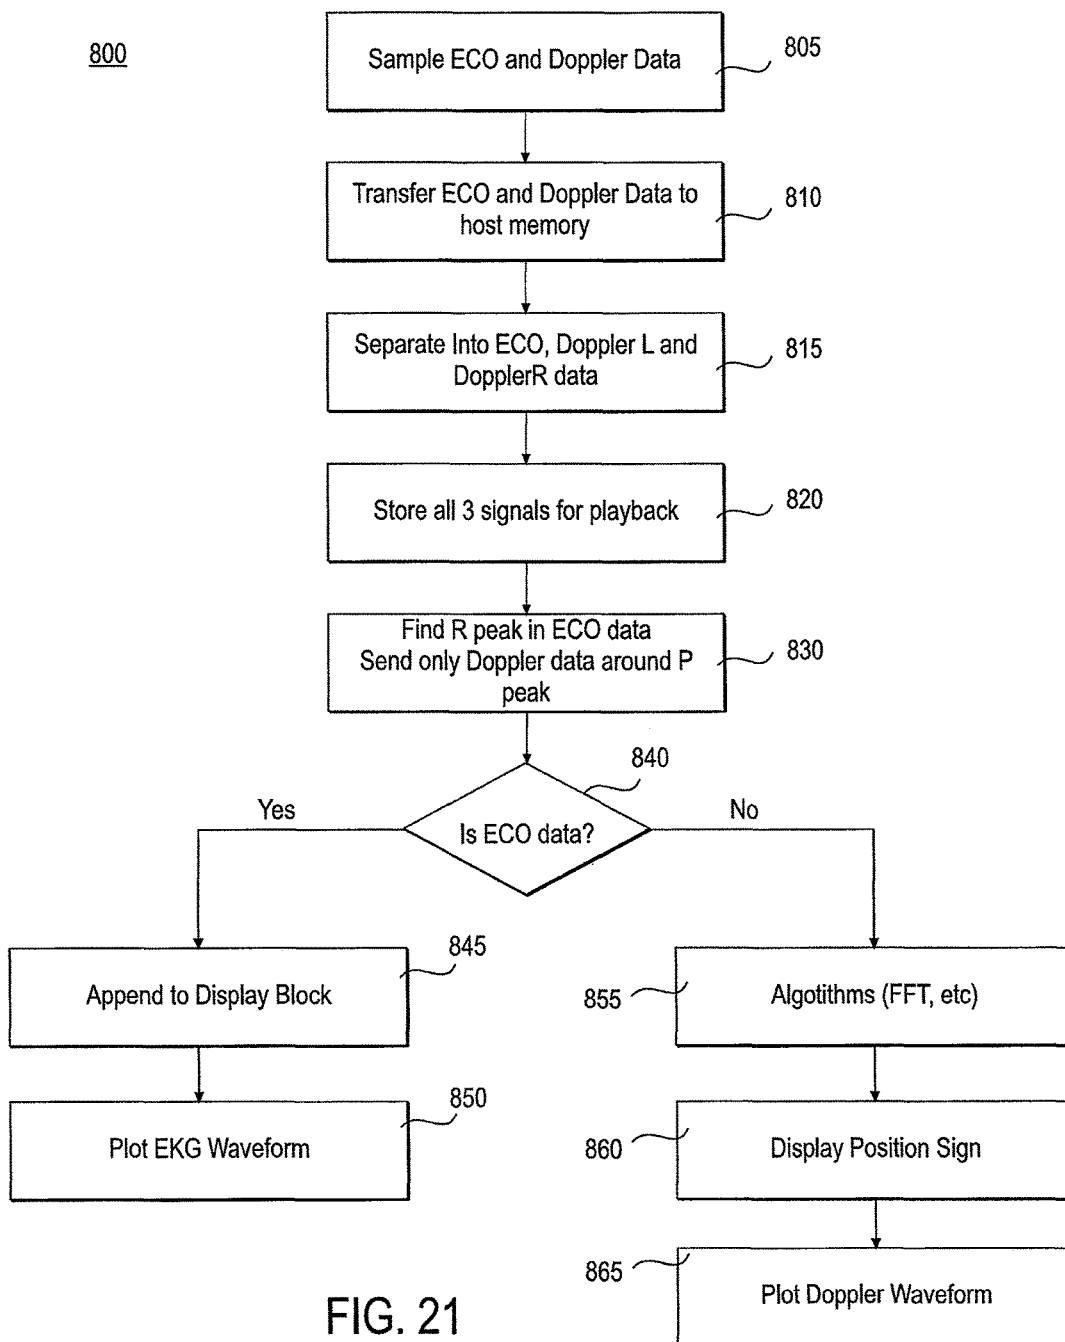 800
Sample ECO and Doppler Data
805
Transfer ECO and Doppler Data to
host memory
810
Separate Into ECO, Doppler L and
DopplerR data
815
Store all 3 signals for playback
820
Find R peak in ECO data
Send only Doppler data around P
peak
830
840
Is ECO data?
Yes
No
845
Append to Display Block
855
Algotithms (FFT, etc)
850
Plot EKG Waveform
860
Display Position Sign
865
Plot Doppler Waveform
FIG. 21